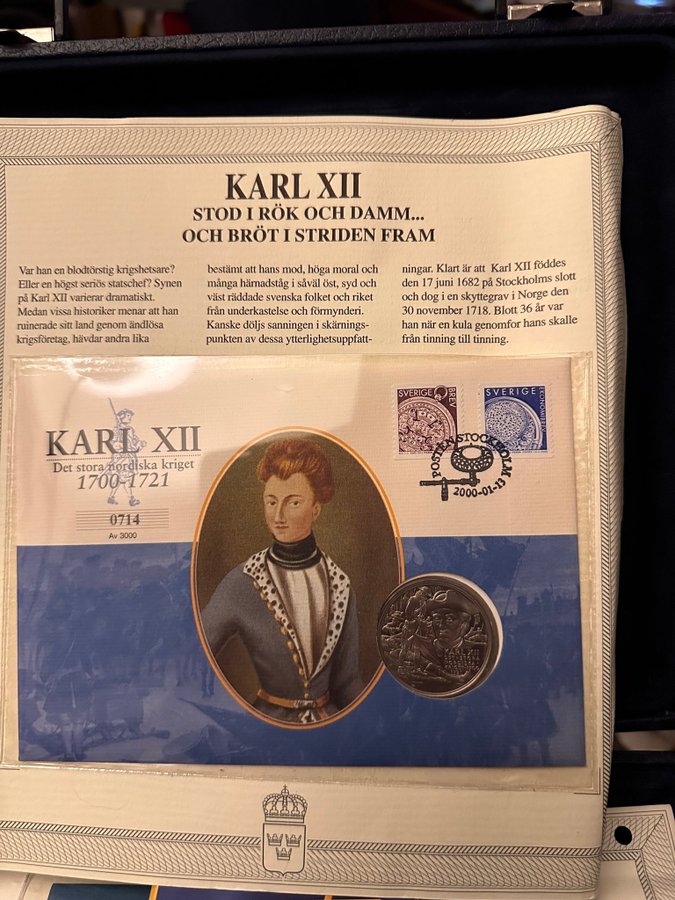 KARL XII
STOD I RÖK OCH DAMM...
OCH BRÖT I STRIDEN FRAM
Var han en blodtörstig krigshetsare?
Eller en högst seriös statschef? Synen
på Karl XII varierar dramatiskt.
Medan vissa historiker menar att han
ruinerade sitt land genom ändlösa
krigsföretag, hävdar andra lika
bestämt att hans mod, höga moral och
många härnadståg i såväl öst, syd och
väst räddade svenska folket och riket
från underkastelse och förmynderi.
Kanske döljs sanningen i skärnings-
punkten av dessa ytterlighetsuppfatt-
ningar. Klart är att Karl XII föddes
den 17 juni 1682 på Stockholms slott
och dog i en skyttegrav i Norge den
30 november 1718. Blott 36 år var
han när en kula genomfor hans skalle
från tinning till tinning.
KARL XII
Det stora nordiska kriget
1700-1721
0714
Av 3000
SVERIGE BREV
SVERIGE EKONOMIBREV
POSTEN STOCKHOLM
2000-01-13
KARL XII